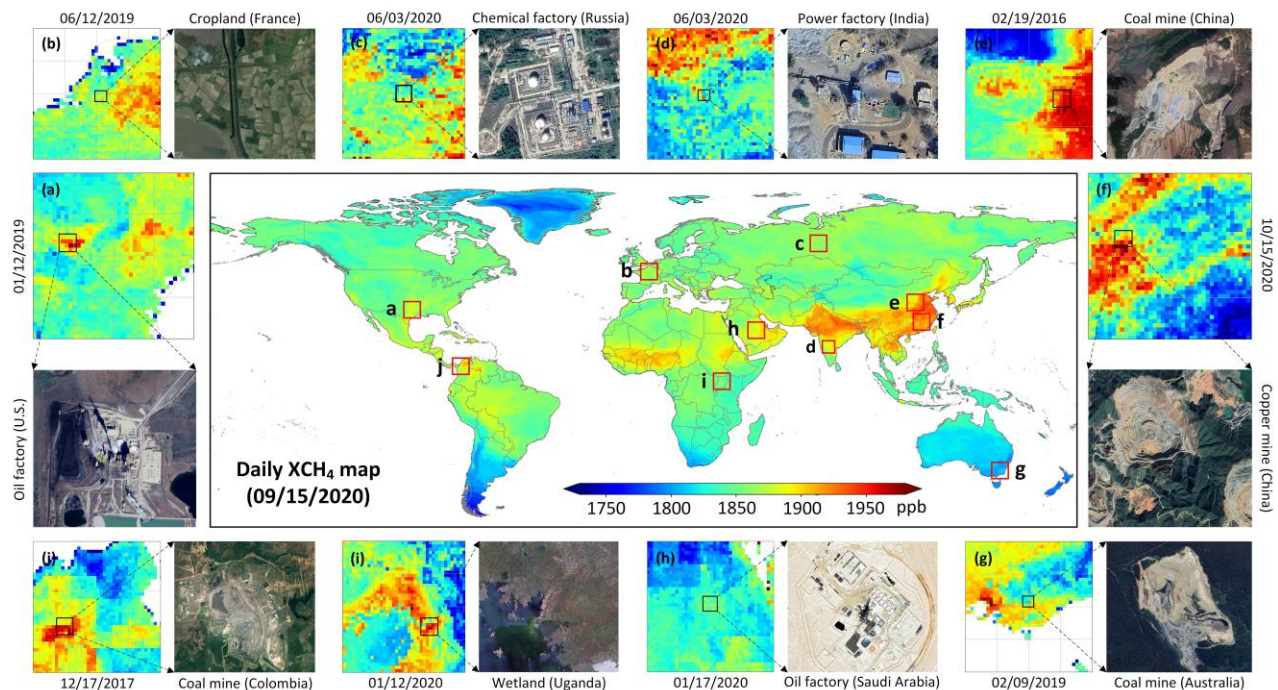 06/12/2019
Cropland (France)
06/03/2020
Chemical factory (Russia)
06/03/2020
Power factory (India)
02/19/2016
Coal mine (China)
(b)
(c)
(d)
(e)
(a)
01/12/2019
Oil factory (U.S.)
(f)
10/15/2020
Copper mine (China)
a
b
c
d
e
f
g
h
i
j
Daily XCH₄ map
(09/15/2020)
1750 1800 1850 1900 1950 ppb
(j)
(i)
(h)
(g)
12/17/2017
Coal mine (Colombia)
01/12/2020
Wetland (Uganda)
01/17/2020
Oil factory (Saudi Arabia)
02/09/2019
Coal mine (Australia)